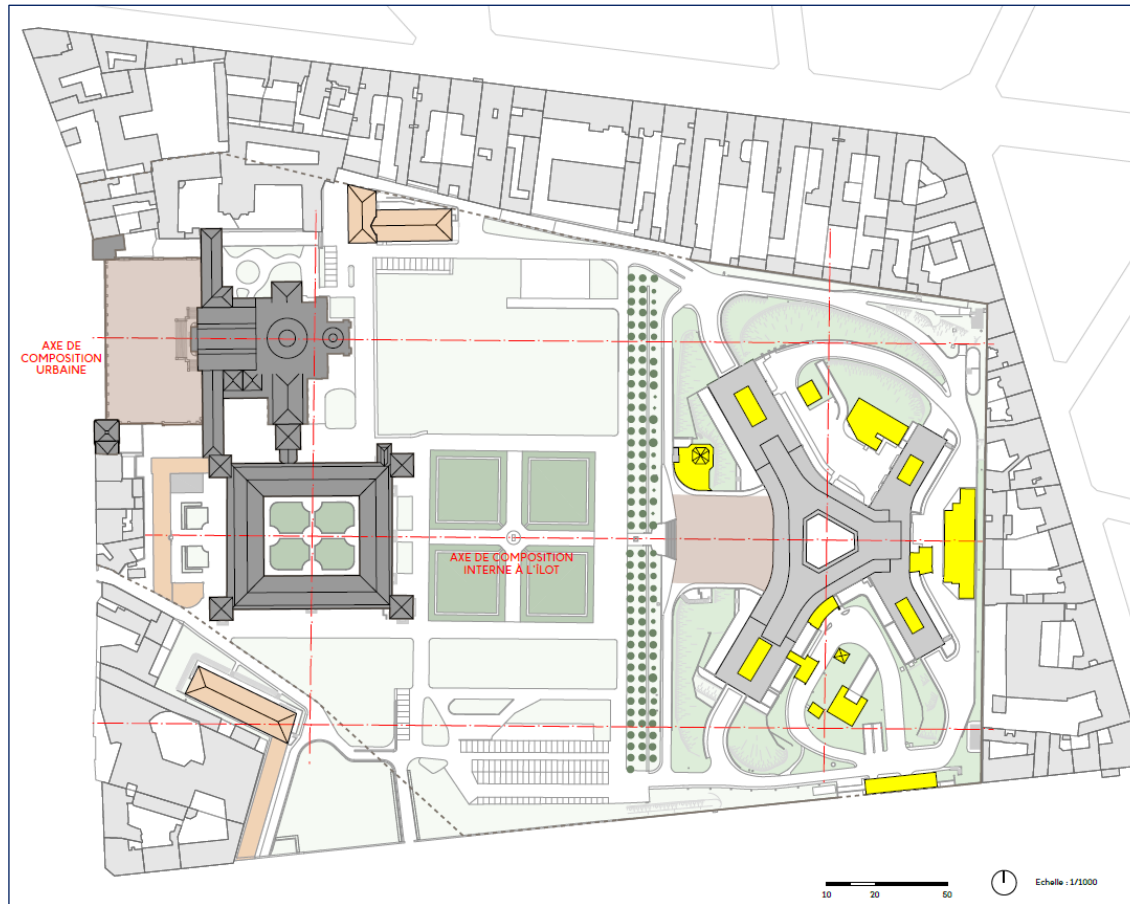 AXE DE
COMPOSITION
URBAINE
AXE DE COMPOSITION
INTERNE À L'ÎLOT
10 20 50
Echelle : 1/1000